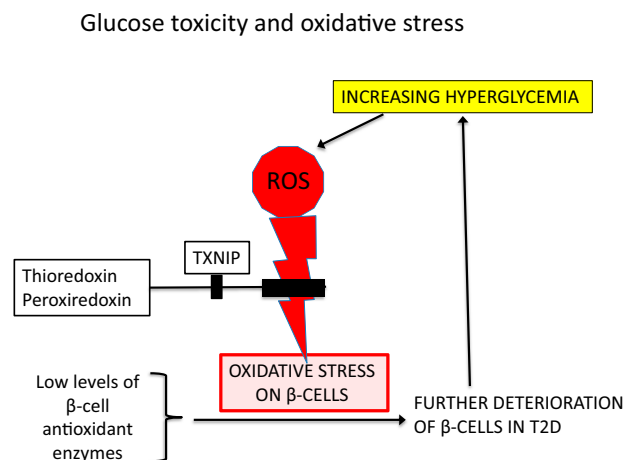 Glucose toxicity and oxidative stress
INCREASING HYPERGLYCEMIA
ROS
TXNIP
Thioredoxin
Peroxiredoxin
OXIDATIVE STRESS
ON β-CELLS
Low levels of
β-cell
antioxidant
enzymes
FURTHER DETERIORATION
OF β-CELLS IN T2D